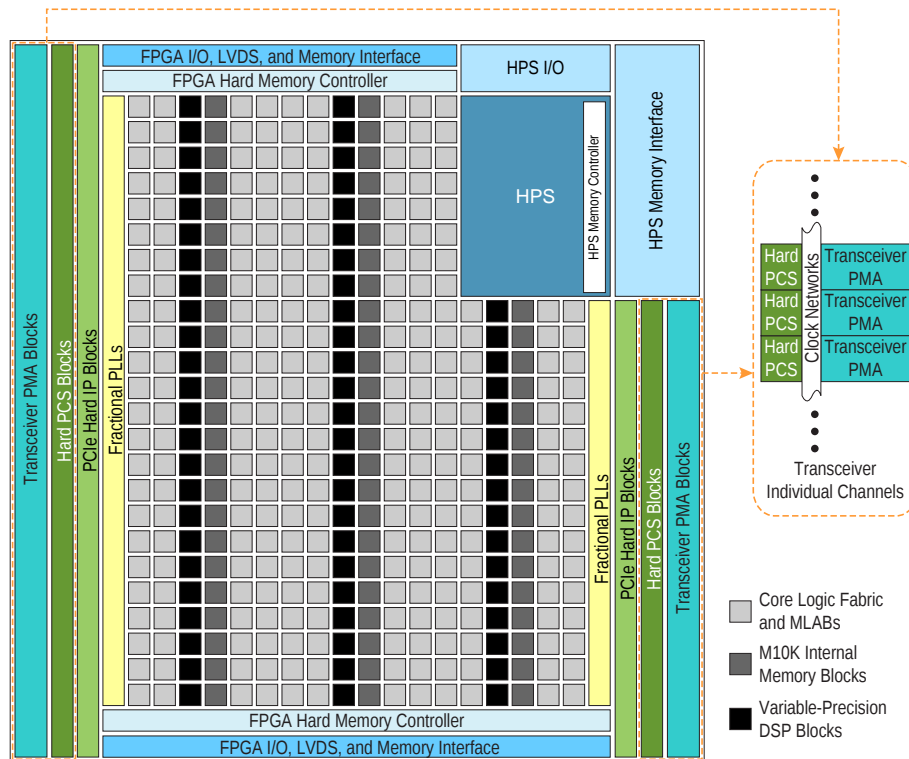 FPGA I/O, LVDS, and Memory Interface
FPGA Hard Memory Controller
HPS I/O
HPS
HPS Memory Controller
HPS Memory Interface
Transceiver PMA Blocks
Hard PCS Blocks
PCIe Hard IP Blocks
Fractional PLLs
Fractional PLLs
PCIe Hard IP Blocks
Hard PCS Blocks
Transceiver PMA Blocks
FPGA Hard Memory Controller
FPGA I/O, LVDS, and Memory Interface
Hard
PCS
Hard
PCS
Hard
PCS
Clock Networks
Transceiver
PMA
Transceiver
PMA
Transceiver
PMA
Transceiver
Individual Channels
Core Logic Fabric
and MLABs
M10K Internal
Memory Blocks
Variable-Precision
DSP Blocks